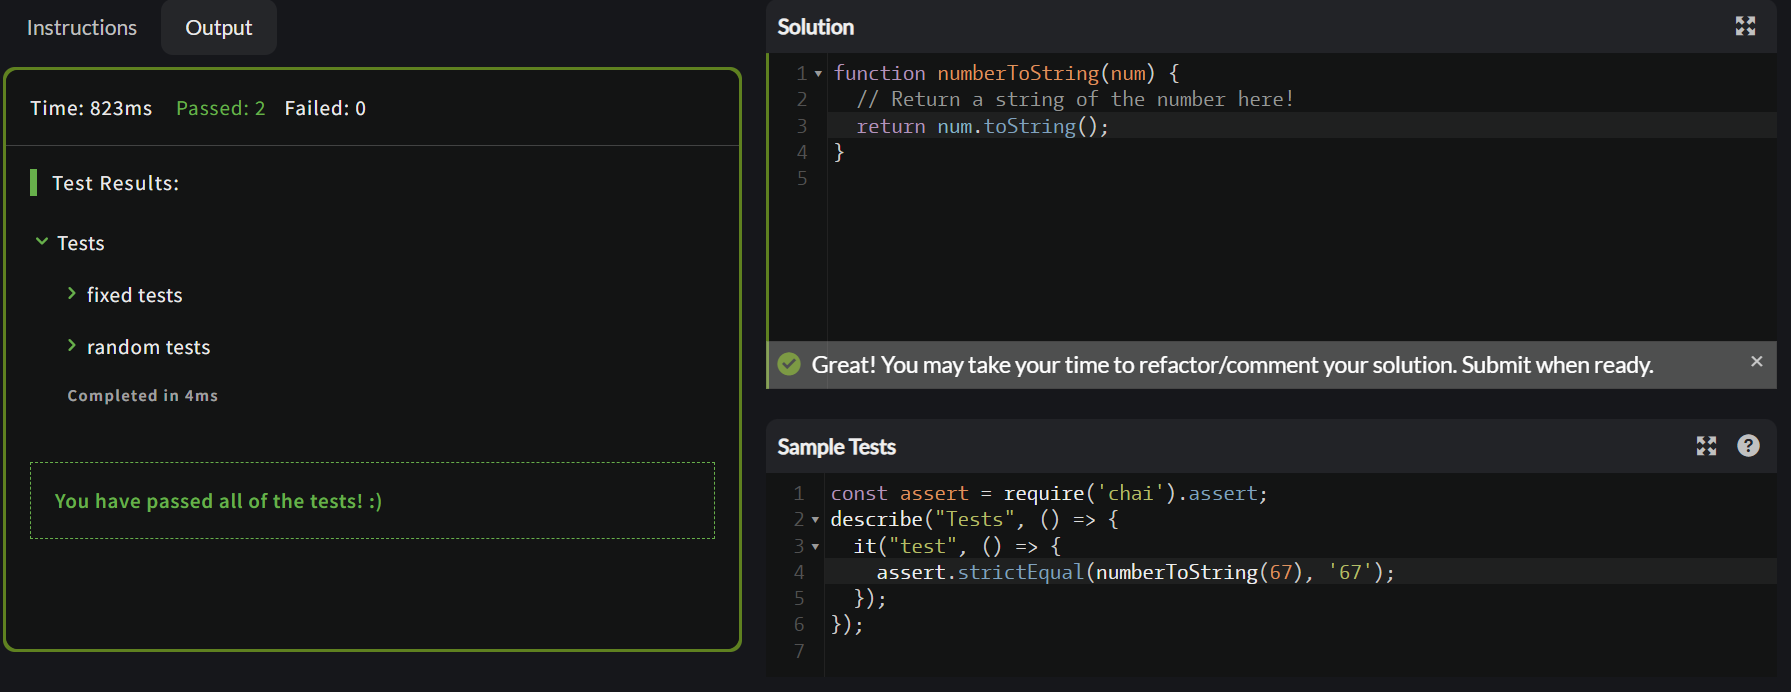 Instructions
Output
Time: 823ms Passed: 2 Failed: 0
Test Results:
Tests
fixed tests
random tests
Completed in 4ms
You have passed all of the tests! :)
Solution
1 function numberToString(num) {
2   // Return a string of the number here!
3   return num.toString();
4 }
5
Great! You may take your time to refactor/comment your solution. Submit when ready.
Sample Tests
1 const assert = require('chai').assert;
2 describe("Tests", () => {
3   it("test", () => {
4     assert.strictEqual(numberToString(67), '67');
5   });
6 });
7